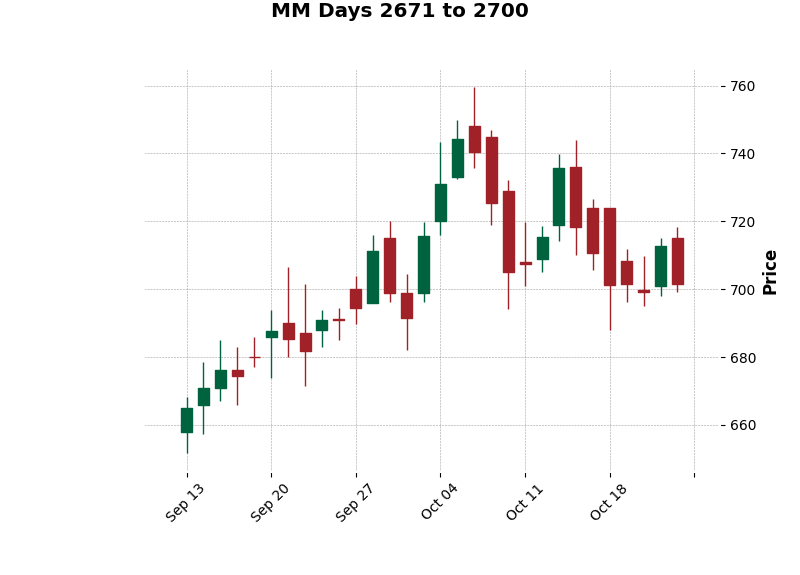 MM Days 2671 to 2700
760
740
720
700
680
660
Price
Sep 13
Sep 20
Sep 27
Oct 04
Oct 11
Oct 18